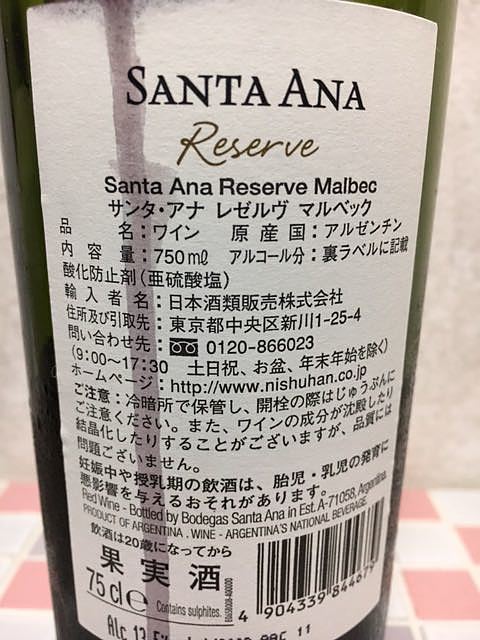 SANTA ANA
Reserve
Santa Ana Reserve Malbec
サンタ・アナ レゼルヴ マルベック
品 名：ワイン 原 産 国：アルゼンチン
内 容 量：750mℓ アルコール分：裏ラベルに記載
酸化防止剤(亜硫酸塩)
輸 入 者 名：日本酒類販売株式会社
住所及び引取先：東京都中央区新川1-25-4
問い合わせ先：0120-866023
(9:00〜17:30 土日祝、お盆、年末年始を除く)
ホームページ：http://www.nishuhan.co.jp
ご注意：冷暗所で保管し、開栓の際はじゅうぶんに
ご注意ください。また、ワインの成分が沈殿したり
結晶化したりすることがございますが、品質には
問題ございません。
妊娠中や授乳期の飲酒は、胎児・乳児の発育に
悪影響を与えるおそれがあります。
Red Wine - Bottled by Bodegas Santa Ana in Est. A-71058, Argentina.
PRODUCT OF ARGENTINA . WINE - ARGENTINA'S NATIONAL BEVERAGE.
飲酒は20歳になってから
果 実 酒
75 cl e Contains sulphites.
4 904339 844679
Alc 13